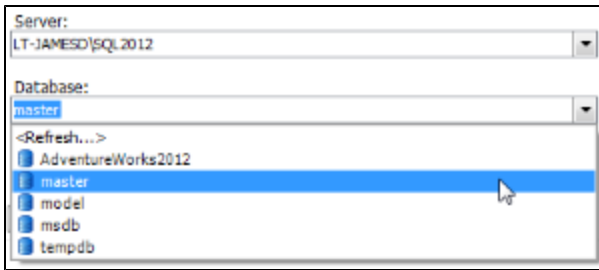 Server:
LT-JAMESD\SQL2012
Database:
master
<Refresh...>
AdventureWorks2012
master
model
msdb
tempdb